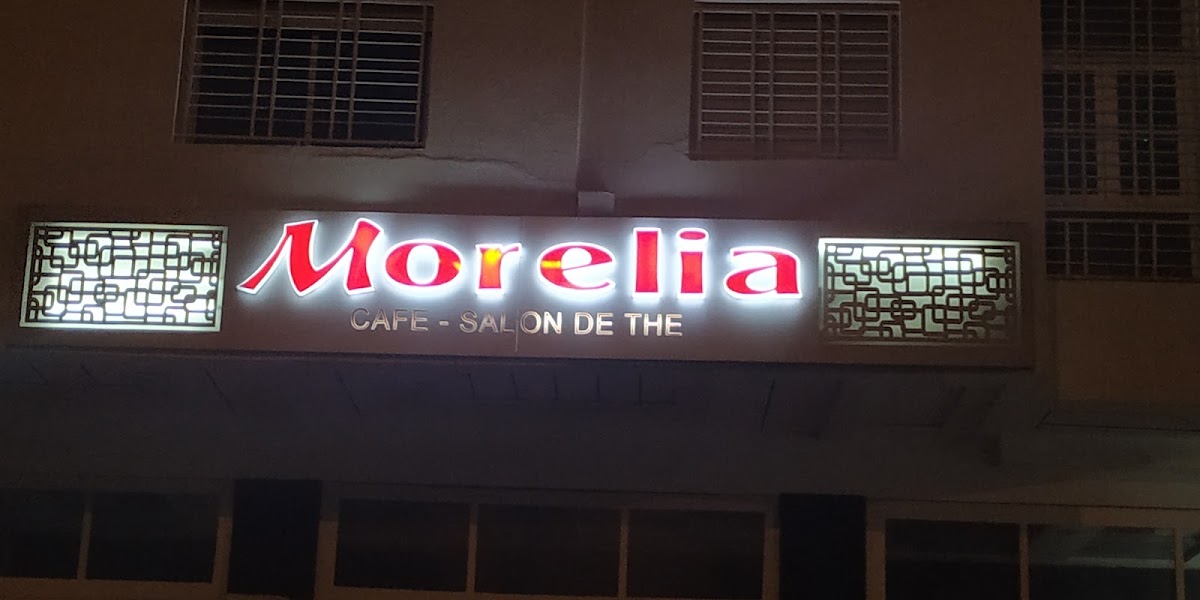 Morelia
CAFE - SALON DE THE